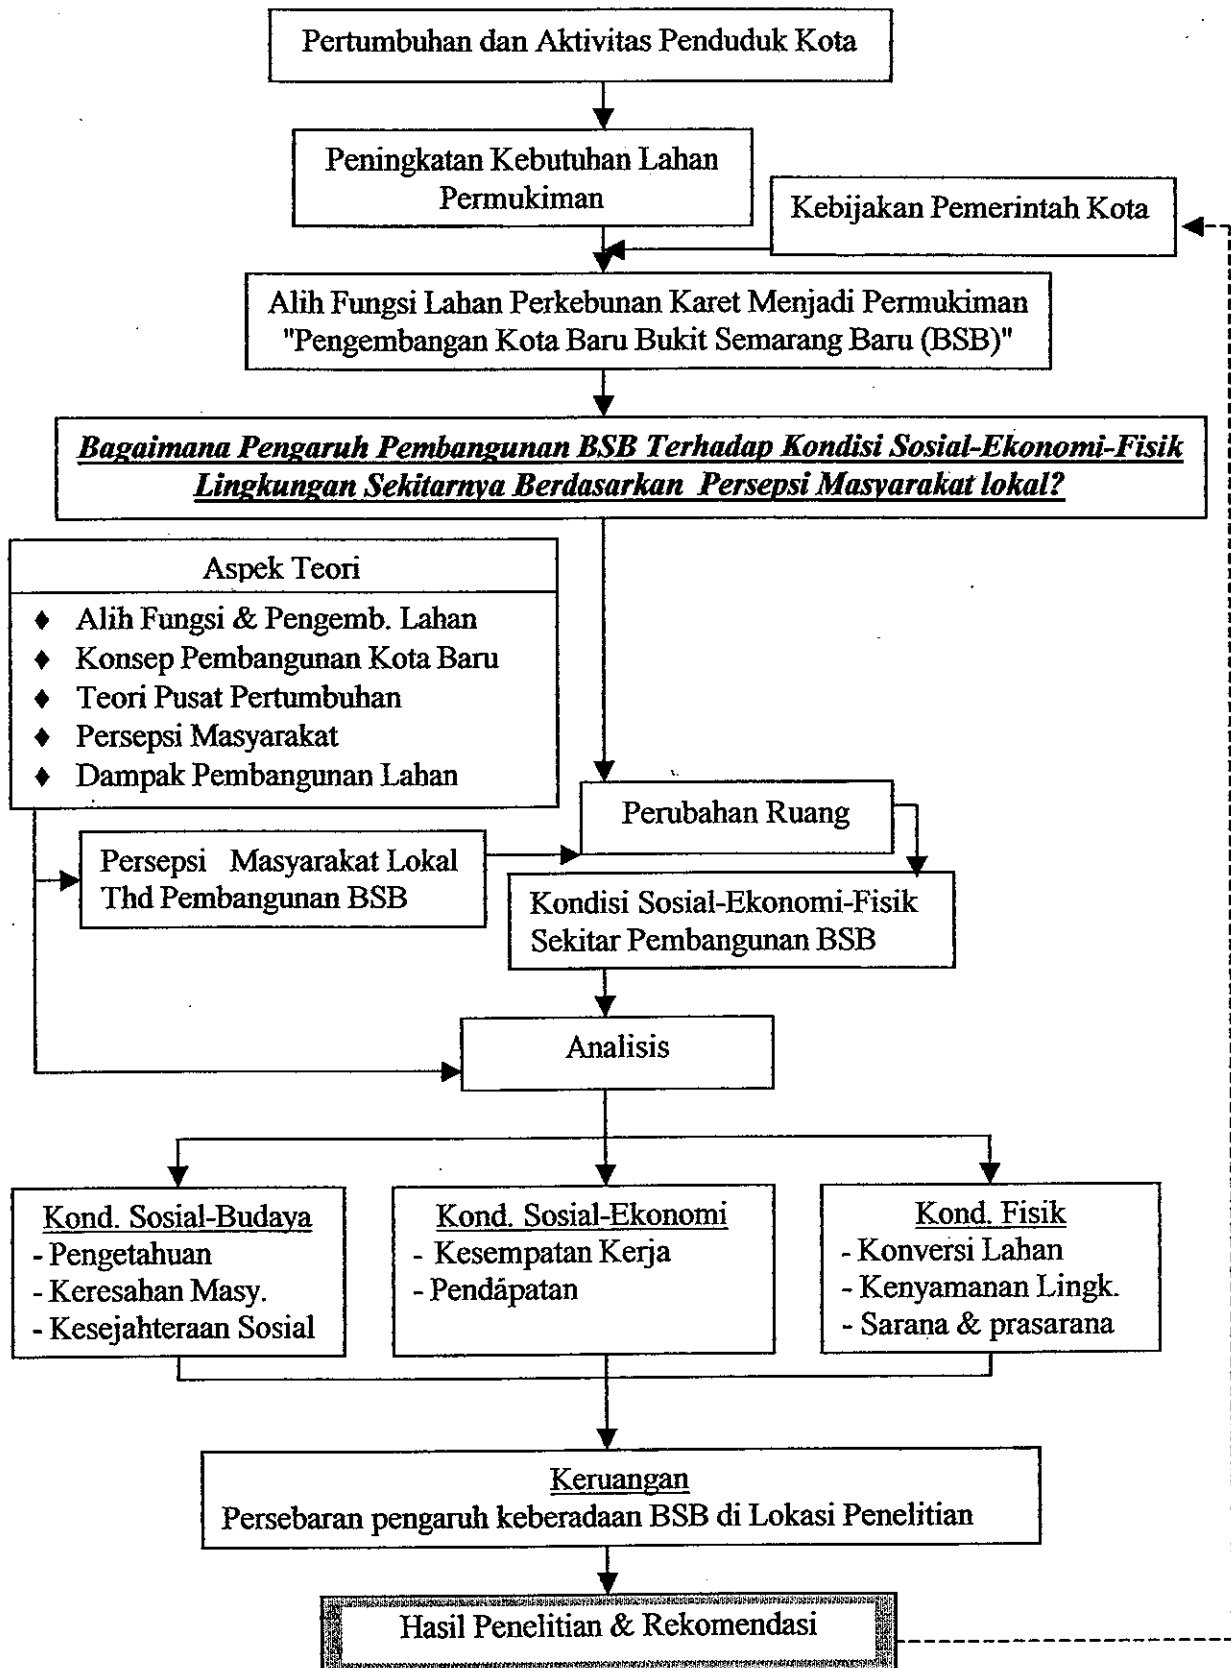 Pertumbuhan dan Aktivitas Penduduk Kota
Peningkatan Kebutuhan Lahan
Permukiman
Kebijakan Pemerintah Kota
Alih Fungsi Lahan Perkebunan Karet Menjadi Permukiman
"Pengembangan Kota Baru Bukit Semarang Baru (BSB)"
Bagaimana Pengaruh Pembangunan BSB Terhadap Kondisi Sosial-Ekonomi-Fisik
Lingkungan Sekitarnya Berdasarkan Persepsi Masyarakat lokal?
Aspek Teori
♦ Alih Fungsi & Pengemb. Lahan
♦ Konsep Pembangunan Kota Baru
♦ Teori Pusat Pertumbuhan
♦ Persepsi Masyarakat
♦ Dampak Pembangunan Lahan
Perubahan Ruang
Persepsi Masyarakat Lokal
Thd Pembangunan BSB
Kondisi Sosial-Ekonomi-Fisik
Sekitar Pembangunan BSB
Analisis
Kond. Sosial-Budaya
- Pengetahuan
- Keresahan Masy.
- Kesejahteraan Sosial
Kond. Sosial-Ekonomi
- Kesempatan Kerja
- Pendapatan
Kond. Fisik
- Konversi Lahan
- Kenyamanan Lingk.
- Sarana & prasarana
Keruangan
Persebaran pengaruh keberadaan BSB di Lokasi Penelitian
Hasil Penelitian & Rekomendasi